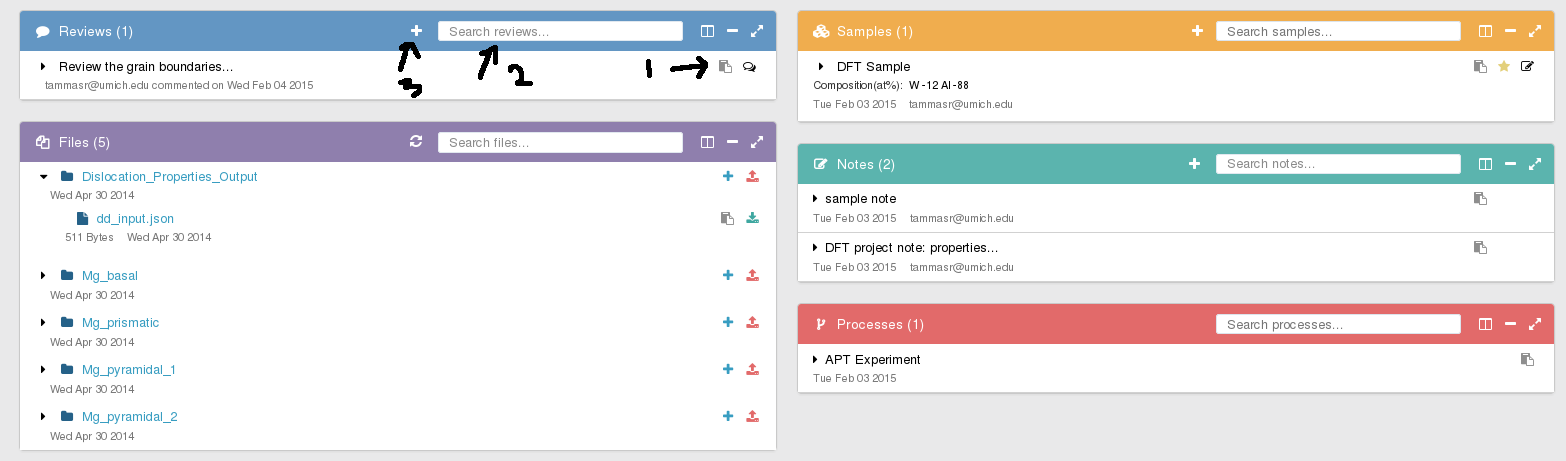 Reviews (1)
Search reviews...
Review the grain boundaries...
tammasr@umich.edu commented on Wed Feb 04 2015
3
2
1
Files (5)
Search files...
Dislocation_Properties_Output
Wed Apr 30 2014
dd_input.json
511 Bytes Wed Apr 30 2014
Mg_basal
Wed Apr 30 2014
Mg_prismatic
Wed Apr 30 2014
Mg_pyramidal_1
Wed Apr 30 2014
Mg_pyramidal_2
Wed Apr 30 2014
Samples (1)
Search samples...
DFT Sample
Composition(at%): W -12 Al -88
Tue Feb 03 2015 tammasr@umich.edu
Notes (2)
Search notes...
sample note
Tue Feb 03 2015 tammasr@umich.edu
DFT project note: properties...
Tue Feb 03 2015 tammasr@umich.edu
Processes (1)
Search processes...
APT Experiment
Tue Feb 03 2015